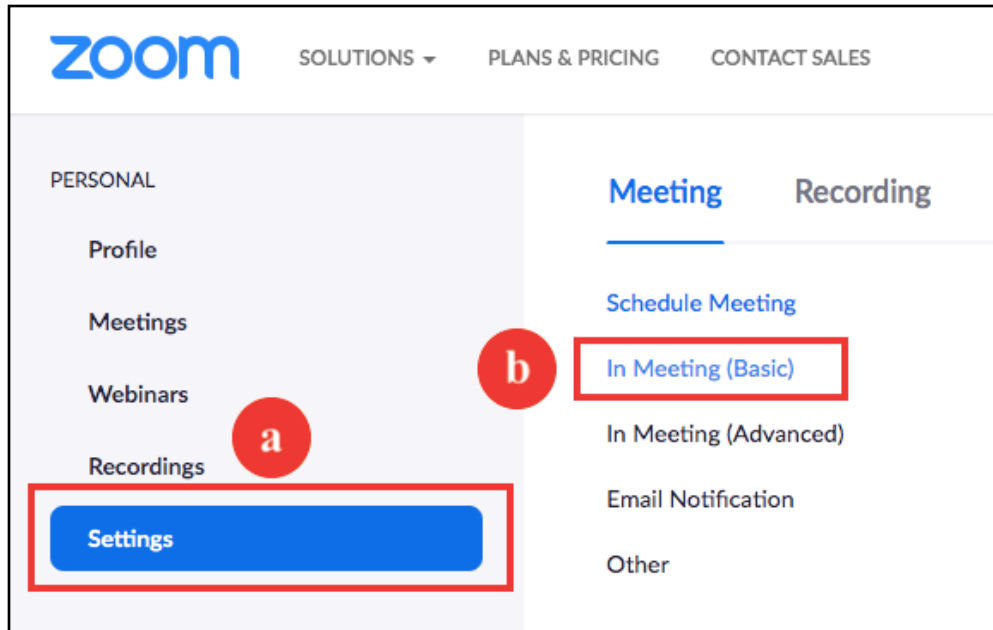 zoom SOLUTIONS PLANS & PRICING CONTACT SALES
PERSONAL
Profile
Meetings
Webinars
a
Recordings
Settings
Meeting Recording
Schedule Meeting
b In Meeting (Basic)
In Meeting (Advanced)
Email Notification
Other